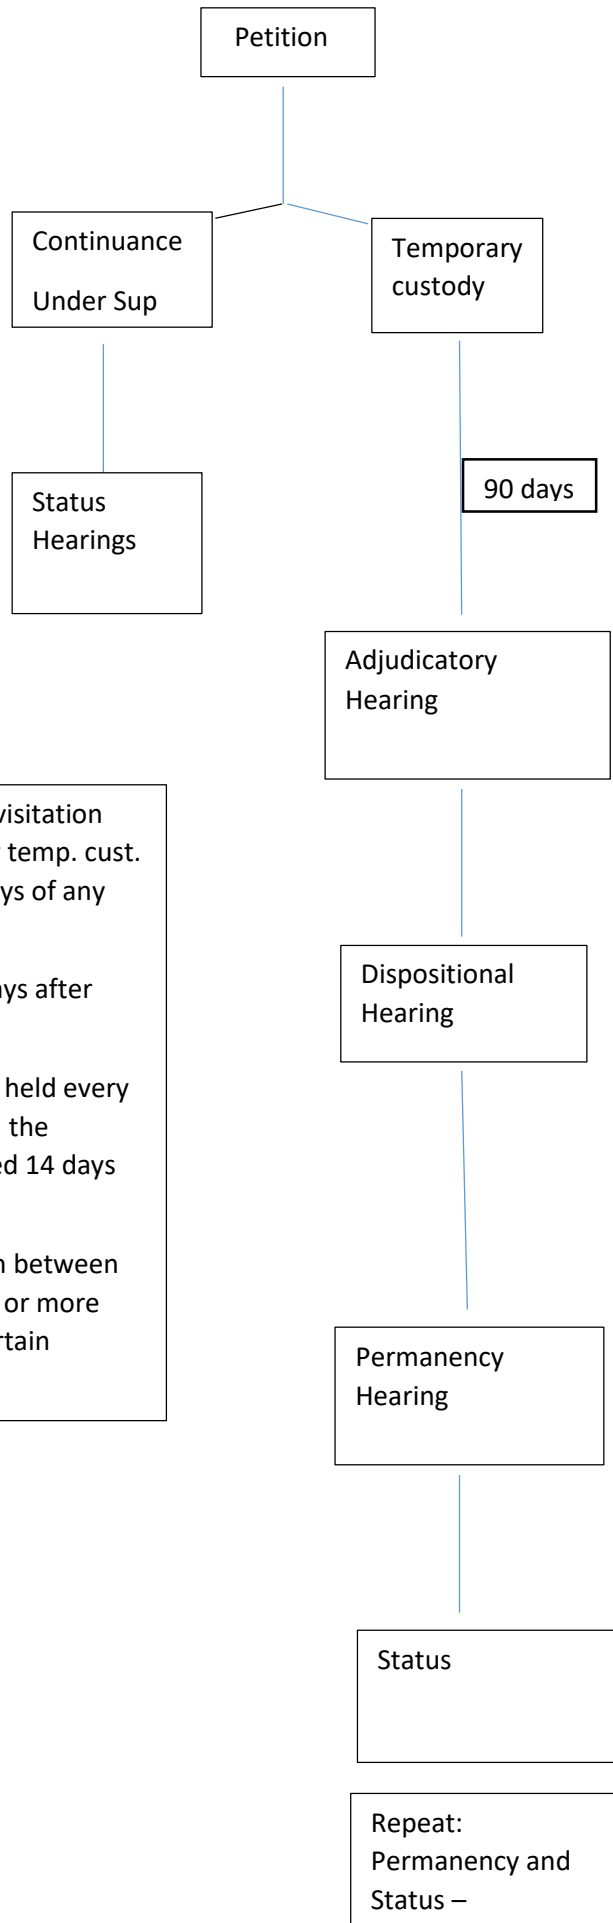 Petition
Continuance
Under Sup
Temporary
custody
Status
Hearings
90 days
Adjudicatory
Hearing
visitation
temp. cust.
ys of any
ys after
held every
the
ed 14 days
between
or more
rtain
Dispositional
Hearing
Permanency
Hearing
Status
Repeat:
Permanency and
Status –